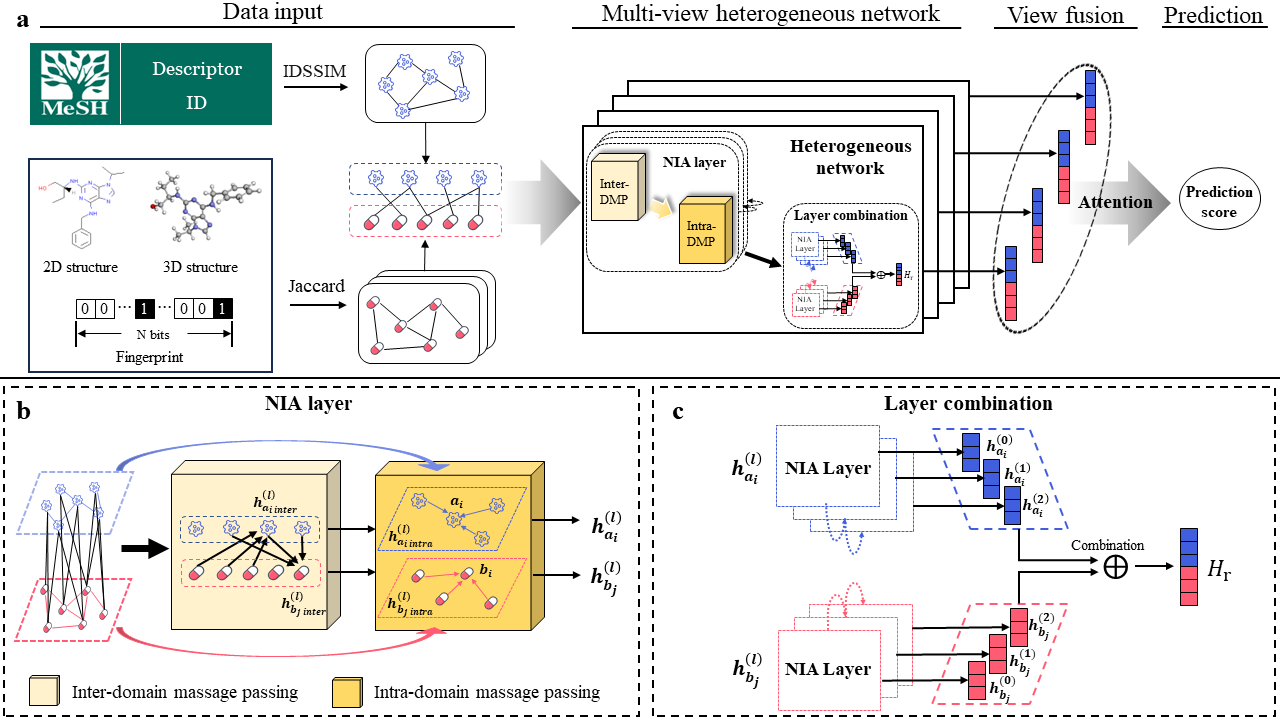 a
Data input
Multi-view heterogeneous network
View fusion
Prediction
MeSH
Descriptor
ID
IDSSIM
2D structure
3D structure
HO
NH
N
N
N
N
HN
0 0 ··· 1 ··· 0 0 1
N bits
Fingerprint
Jaccard
NIA layer
Inter-
DMP
Intra-
DMP
Heterogeneous
network
Layer combination
NIA
Layer
NIA
Layer
H_r
Attention
Prediction
score
b
NIA layer
h_{a_i inter}^{(l)}
h_{b_j inter}^{(l)}
a_i
h_{a_i intra}^{(l)}
b_i
h_{b_j intra}^{(l)}
h_{a_i}^{(l)}
h_{b_j}^{(l)}
Inter-domain massage passing
Intra-domain massage passing
c
Layer combination
h_{a_i}^{(l)}
NIA Layer
h_{a_i}^{(0)}
h_{a_i}^{(1)}
h_{a_i}^{(2)}
Combination
H_r
h_{b_j}^{(l)}
NIA Layer
h_{b_j}^{(2)}
h_{b_j}^{(1)}
h_{b_j}^{(0)}